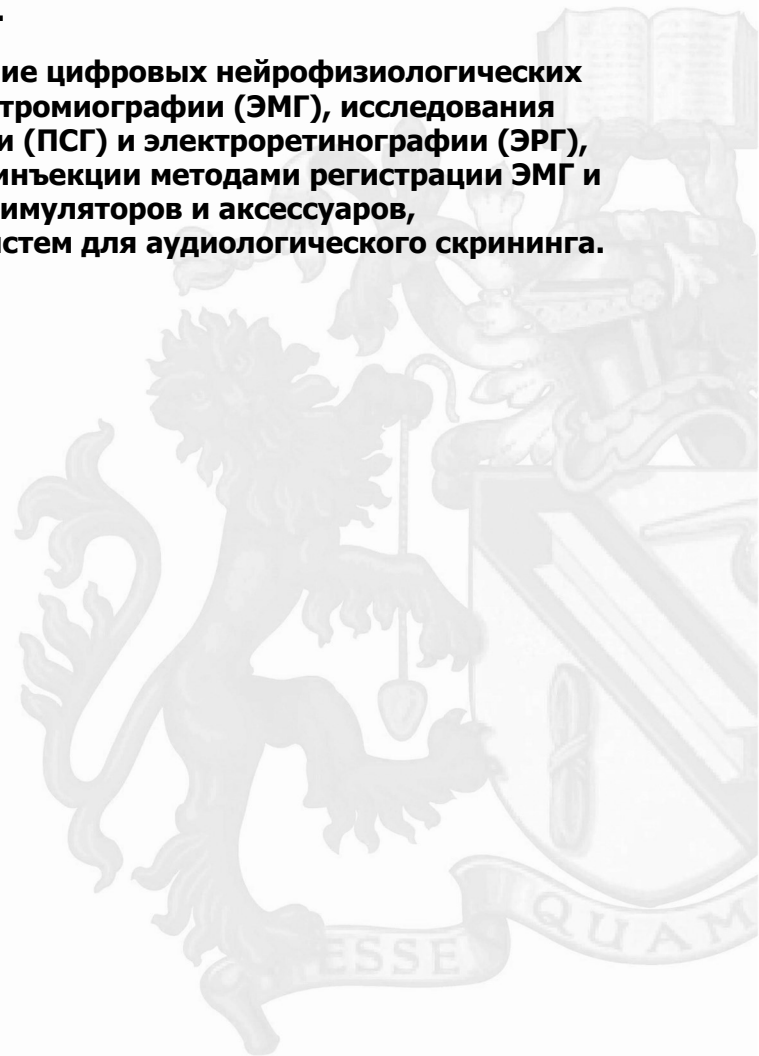 .
ие цифровых нейрофизиологических
тромиографии (ЭМГ), исследования
и (ПСГ) и электроретинографии (ЭРГ),
инъекции методами регистрации ЭМГ и
имуляторов и аксессуаров,
истем для аудиологического скрининга.
ESSE QUAM